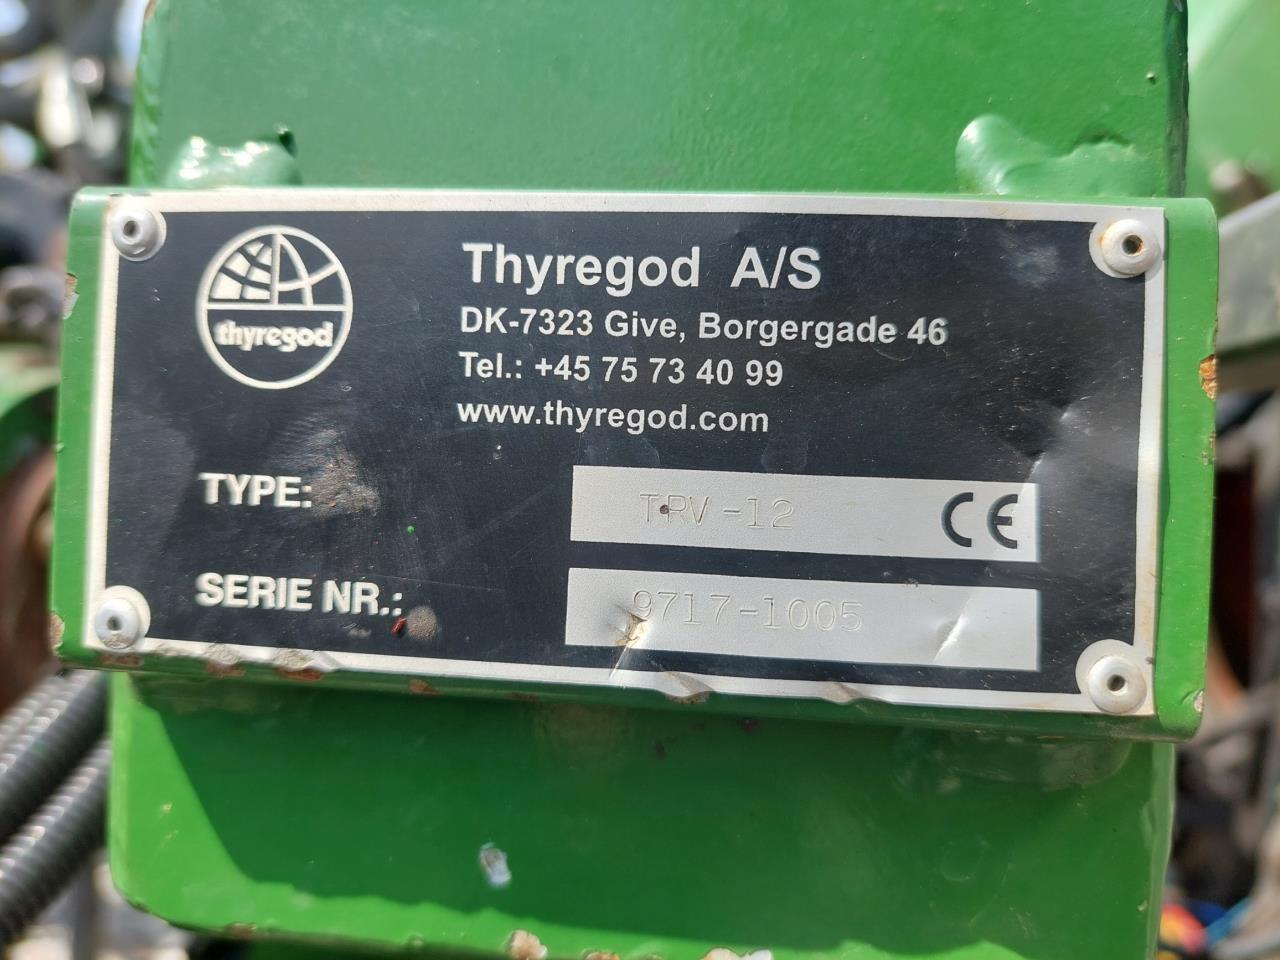 thyregod
Thyregod A/S
DK-7323 Give, Borgergade 46
Tel.: +45 75 73 40 99
www.thyregod.com
TYPE: TRV-12 CE
SERIE NR.: 9717-1005